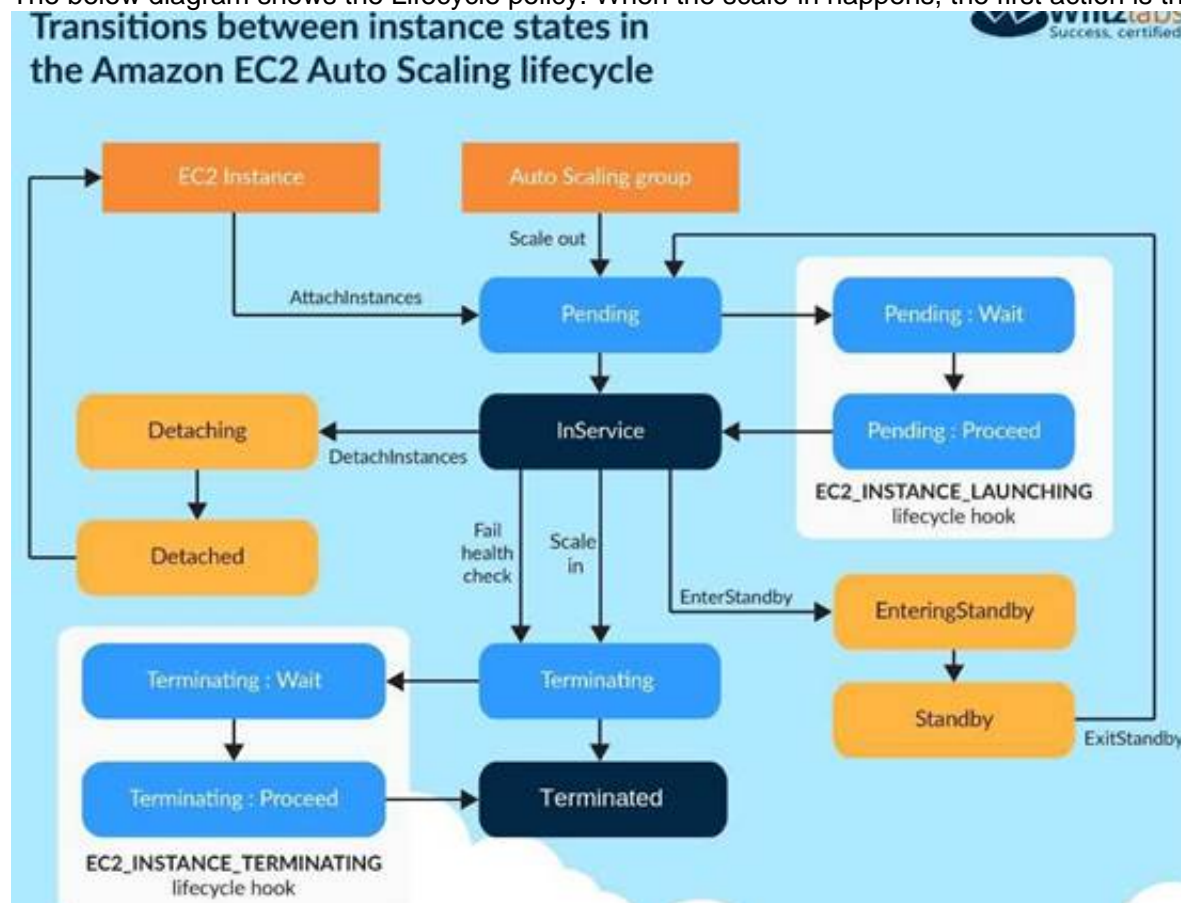 The below diagram shows the Lifecycle policy. When the scale-in happens, the first action is
Transitions between instance states in
the Amazon EC2 Auto Scaling lifecycle
Success, certified
EC2 Instance
Auto Scaling group
Scale out
AttachInstances
Pending
Pending : Wait
Detaching
DetachInstances
InService
Pending : Proceed
EC2_INSTANCE_LAUNCHING
lifecycle hook
Detached
Fail
health
check
Scale
in
EnterStandby
EnteringStandby
Terminating : Wait
Terminating
Standby
ExitStandby
Terminating : Proceed
Terminated
EC2_INSTANCE_TERMINATING
lifecycle hook